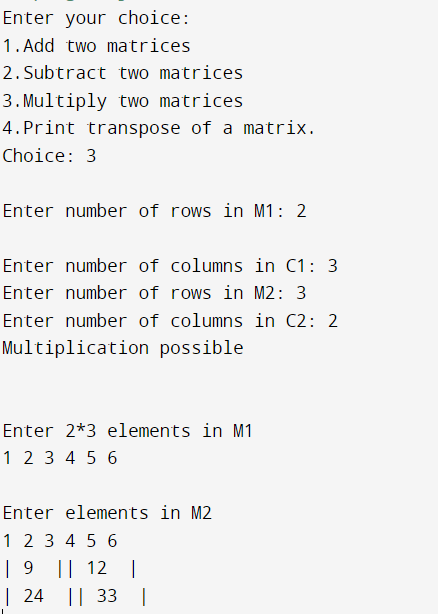 Enter your choice:
1.Add two matrices
2.Subtract two matrices
3.Multiply two matrices
4.Print transpose of a matrix.
Choice: 3
Enter number of rows in M1: 2
Enter number of columns in C1: 3
Enter number of rows in M2: 3
Enter number of columns in C2: 2
Multiplication possible
Enter 2*3 elements in M1
1 2 3 4 5 6
Enter elements in M2
1 2 3 4 5 6
| 9  || 12  |
| 24  || 33  |